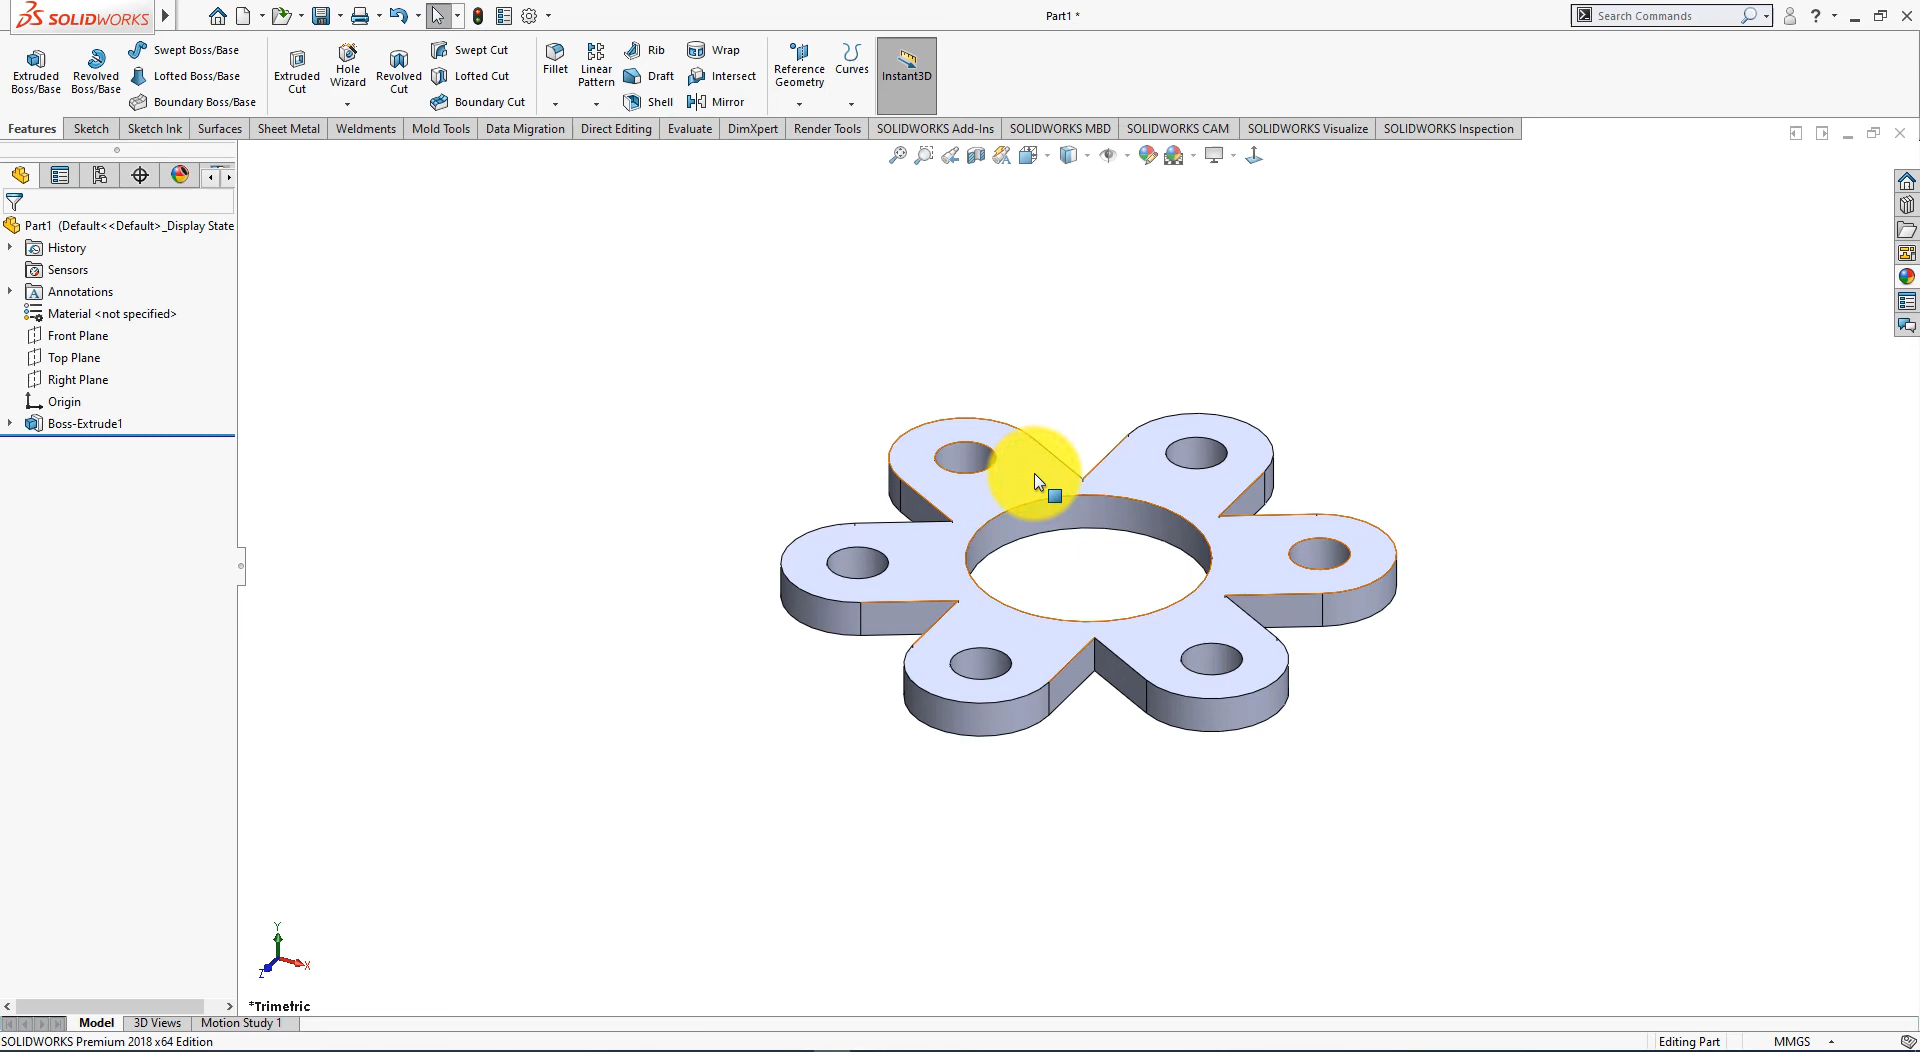 SOLIDWORKS
Part1 *
Search Commands
?
Extruded Boss/Base
Revolved Boss/Base
Swept Boss/Base
Lofted Boss/Base
Boundary Boss/Base
Extruded Cut
Hole Wizard
Revolved Cut
Swept Cut
Lofted Cut
Boundary Cut
Fillet
Linear Pattern
Rib
Draft
Shell
Wrap
Intersect
Mirror
Reference Geometry
Curves
Instant3D
Features
Sketch
Sketch Ink
Surfaces
Sheet Metal
Weldments
Mold Tools
Data Migration
Direct Editing
Evaluate
DimXpert
Render Tools
SOLIDWORKS Add-Ins
SOLIDWORKS MBD
SOLIDWORKS CAM
SOLIDWORKS Visualize
SOLIDWORKS Inspection
Part1 (Default<<Default>_Display State
History
Sensors
Annotations
Material <not specified>
Front Plane
Top Plane
Right Plane
Origin
Boss-Extrude1
Y
X
Z
*Trimetric
Model
3D Views
Motion Study 1
SOLIDWORKS Premium 2018 x64 Edition
Editing Part
MMGS